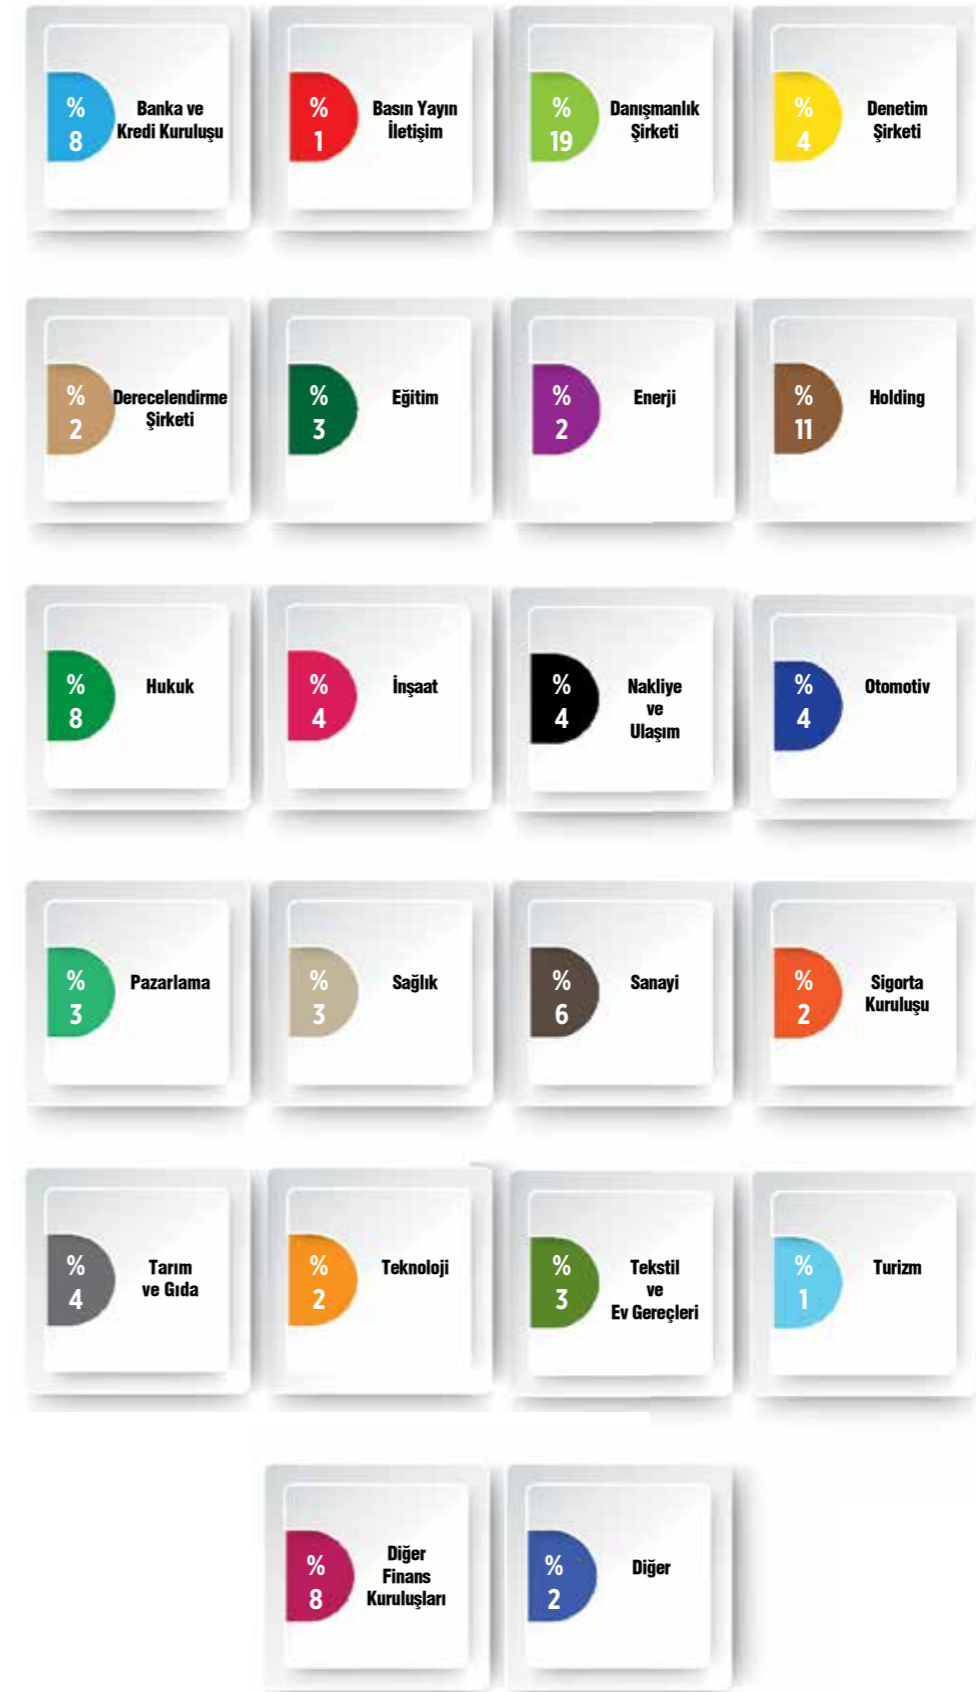 %
8
Banka ve
Kredi Kuruluşu
%
1
Basın Yayın
İletişim
%
19
Danışmanlık
Şirketi
%
4
Denetim
Şirketi
%
2
Derecelendirme
Şirketi
%
3
Eğitim
%
2
Enerji
%
11
Holding
%
8
Hukuk
%
4
İnşaat
%
4
Nakliye
ve
Ulaşım
%
4
Otomotiv
%
3
Pazarlama
%
3
Sağlık
%
6
Sanayi
%
2
Sigorta
Kuruluşu
%
4
Tarım
ve Gıda
%
2
Teknoloji
%
3
Tekstil
ve
Ev Gereçleri
%
1
Turizm
%
8
Diğer
Finans
Kuruluşları
%
2
Diğer